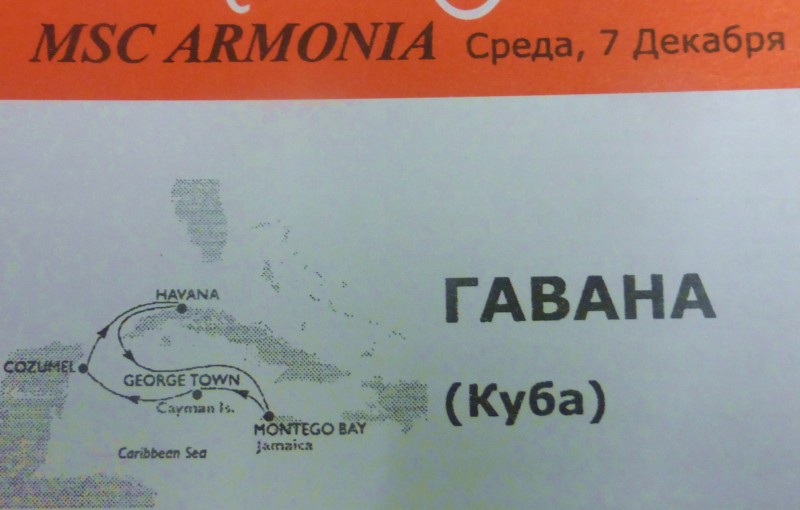 MSC ARMONIA Среда, 7 Декабря
HAVANA
COZUMEL
GEORGE TOWN
Cayman Is.
MONTEGO BAY
Jamaica
Caribbean Sea
ГАВАНА
(Куба)